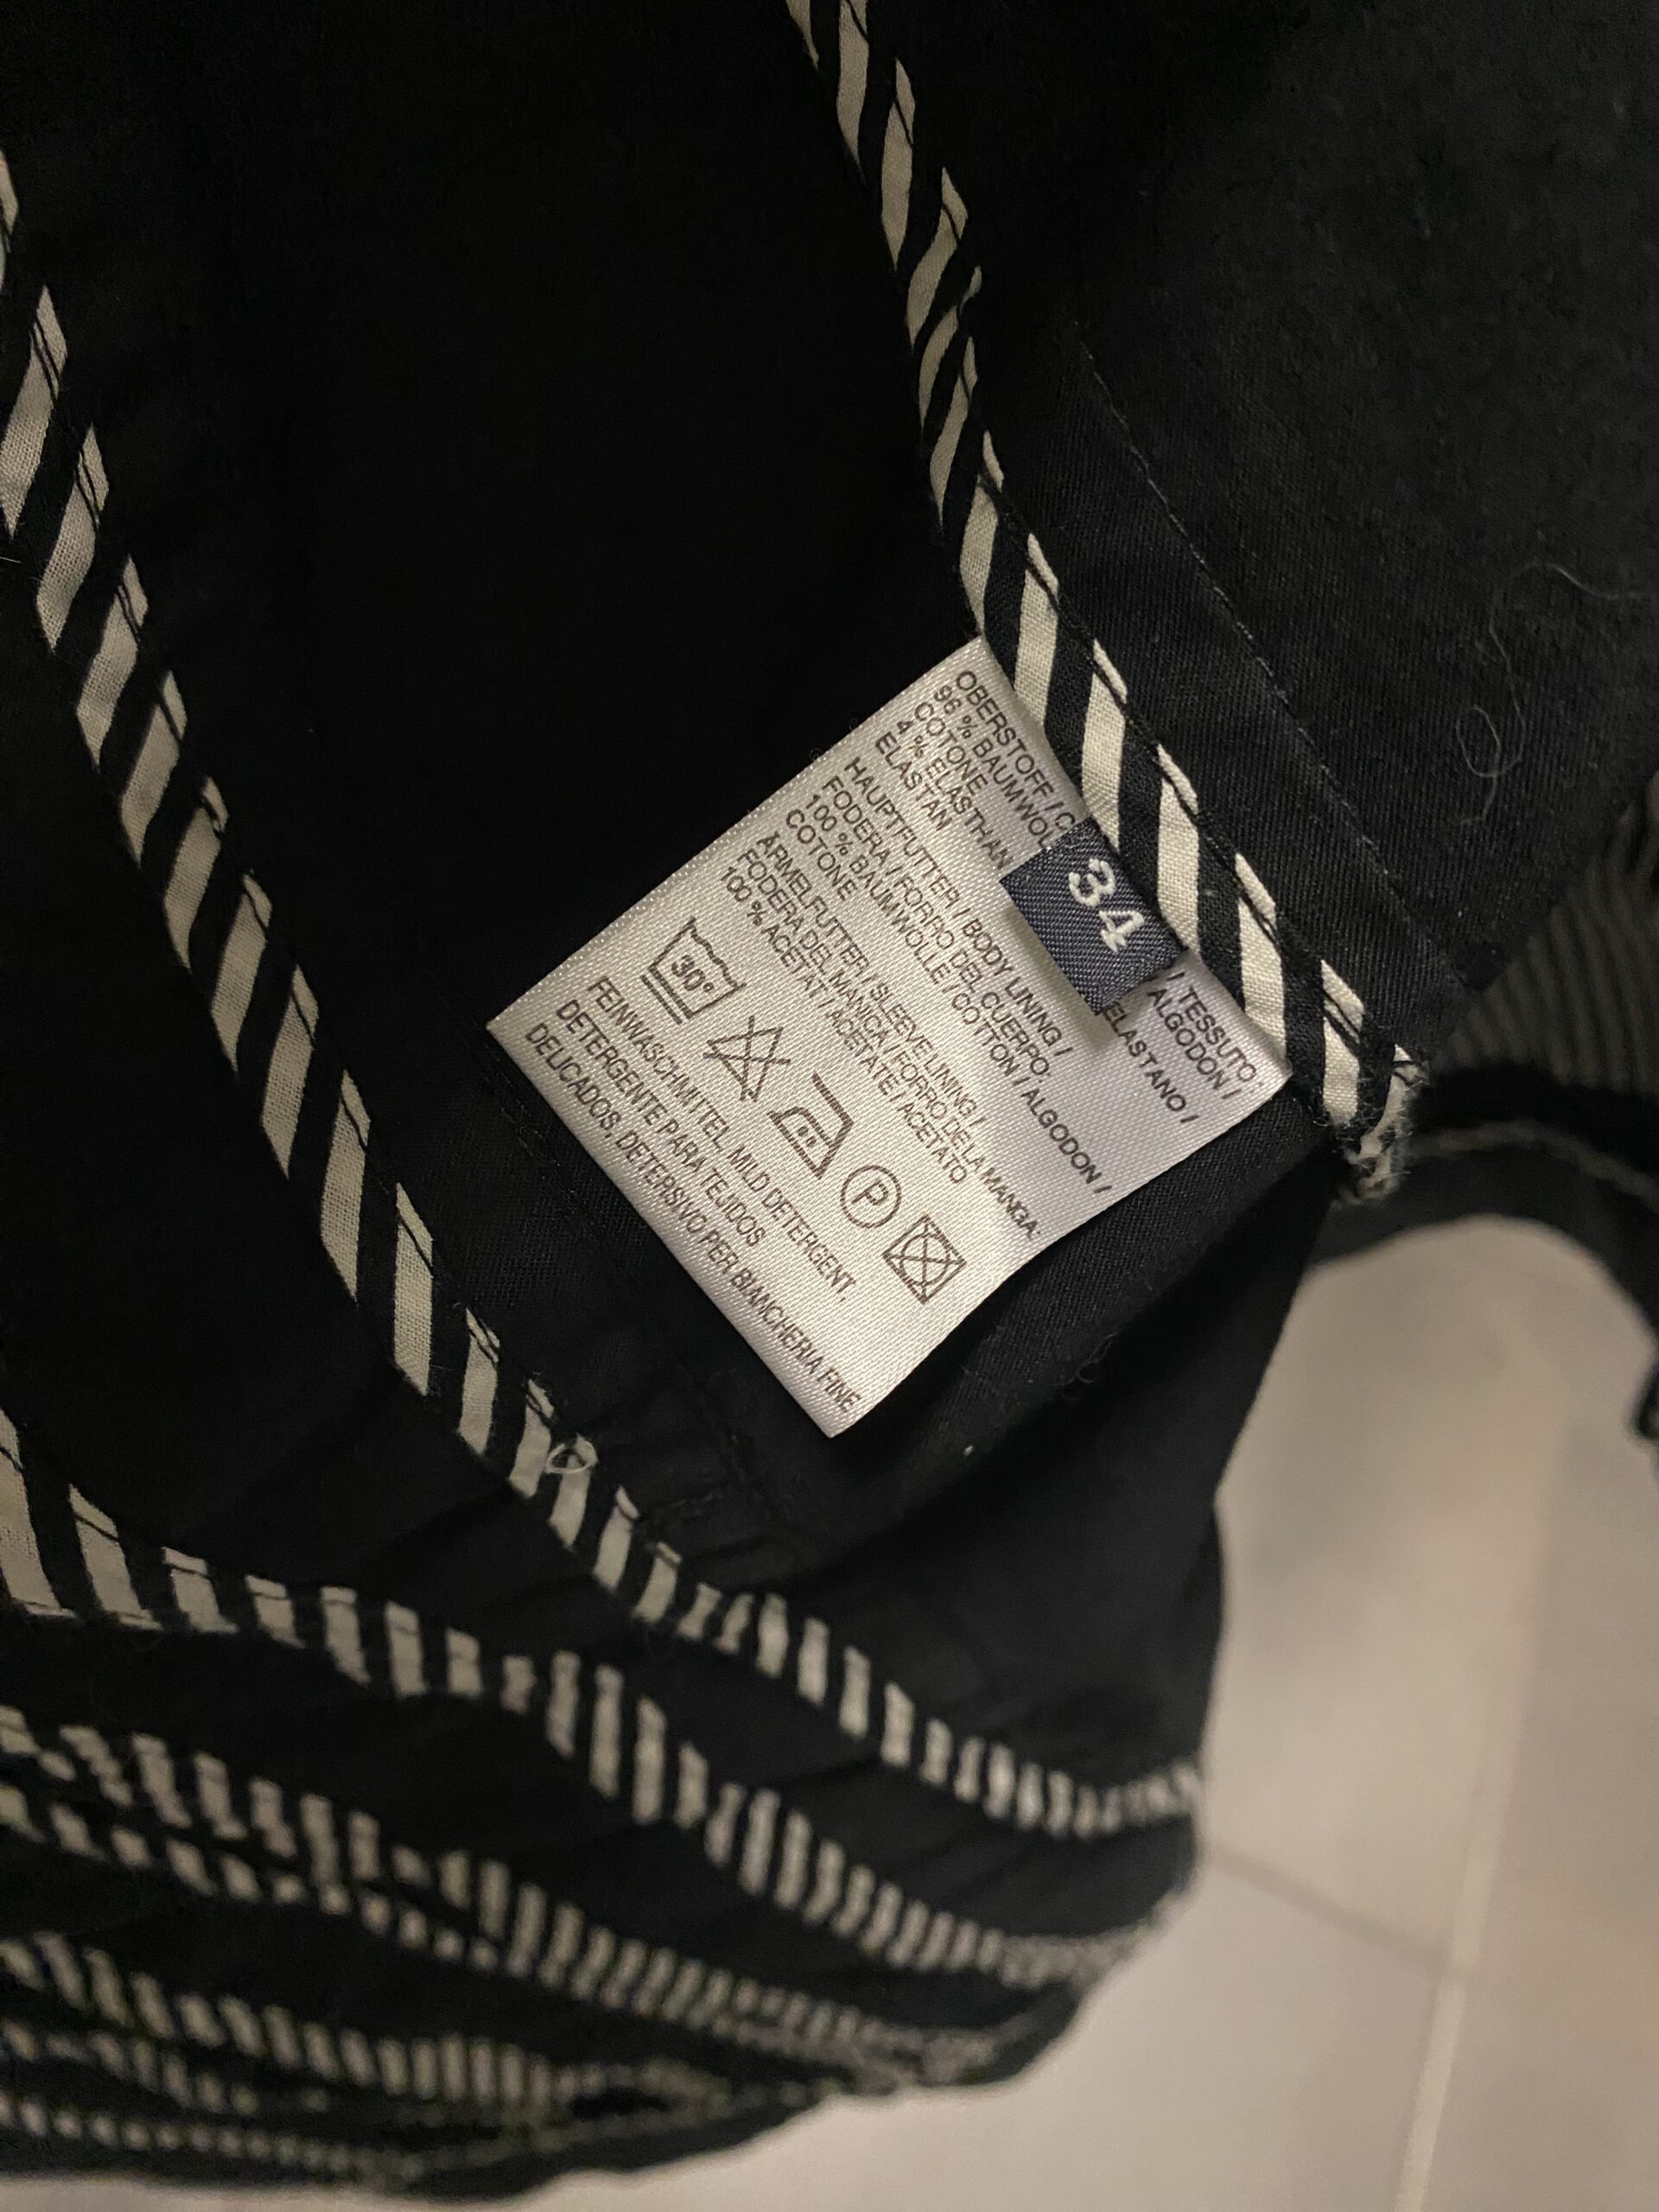 OBERSTOFF / C / TESSUTO:
96 % BAUMWOL / ALGODON /
COTONE
4 % ELASTHAN ELASTANO /
ELASTAN
HAUPTFUTTER / BODY LINING /
FODERA / FORRO DEL CUERPO:
100 % BAUMWOLLE / COTTON / ALGODON /
COTONE
ÄRMELFUTTER / SLEEVE LINING /
FODERA DEL MANICA / FORRO DE LA MANGA:
100 % ACETAT / ACETATE / ACETATO
30°
P
FEINWASCHMITTEL, MILD DETERGENT,
DETERGENTE PARA TEJIDOS
DELICADOS, DETERSIVO PER BIANCHERIA FINE
34